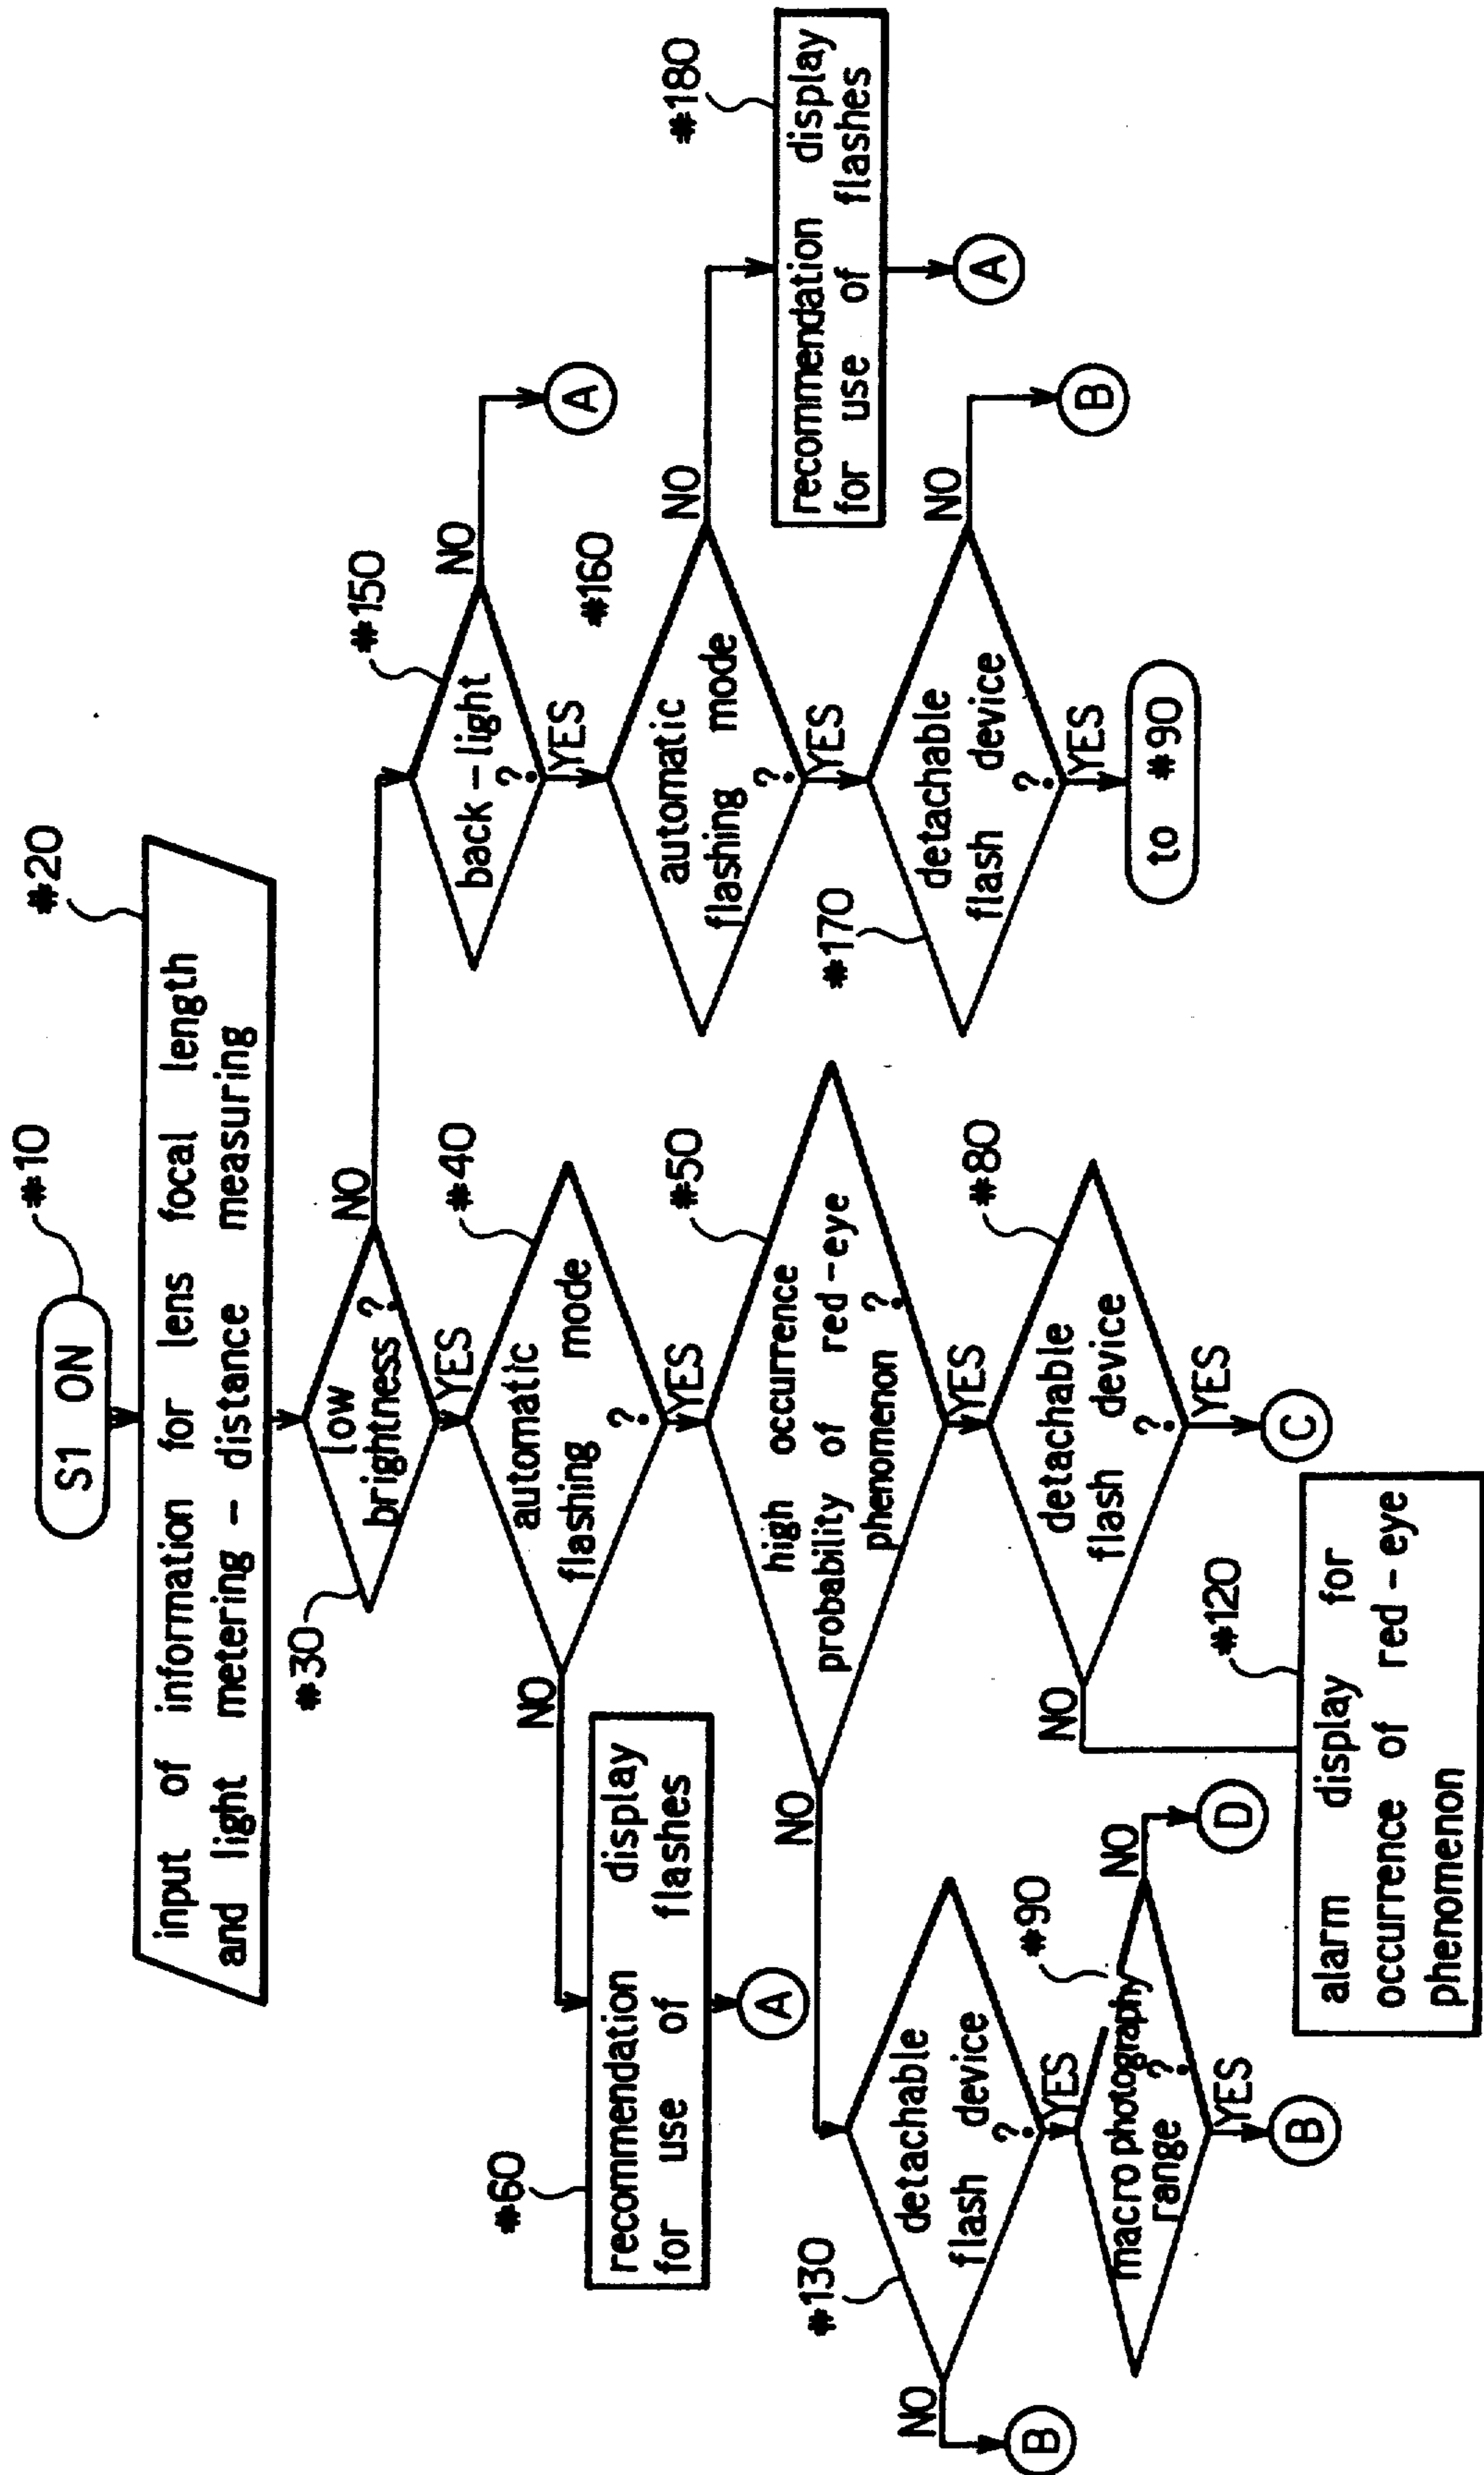 #10
S1 ON
#20
input of information for lens focal length
and light metering – distance measuring
#30
low
brightness ?
NO
YES
#150
back – light
?
NO
A
YES
#40
automatic
flashing mode
?
NO
YES
#160
automatic
flashing mode
?
NO
YES
#60
recommendation display
for use of flashes
A
#180
recommendation display
for use of flashes
A
#50
high occurrence
probability of red – eye
phenomenon ?
NO
YES
#170
detachable
flash device
?
NO
B
YES
to #90
#130
detachable
flash device
?
NO
B
YES
#80
detachable
flash device
?
NO
YES
C
#90
macro photography
range ?
NO
D
YES
B
#120
alarm display for
occurrence of red – eye
phenomenon